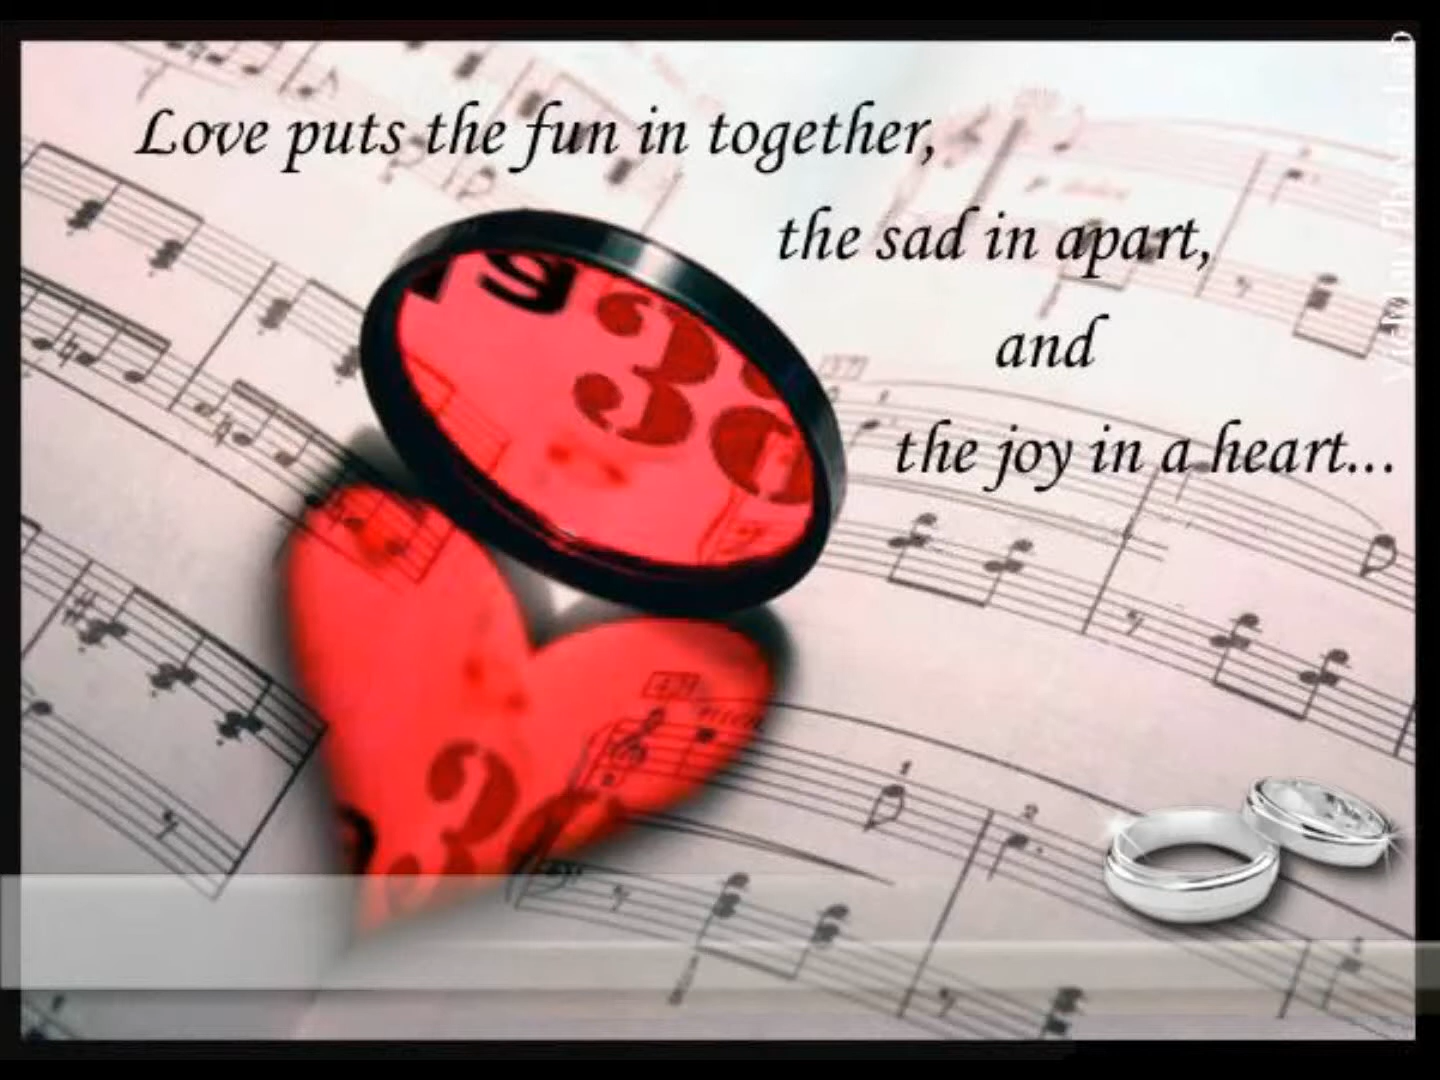 Love puts the fun in together,
the sad in apart,
and
the joy in a heart...